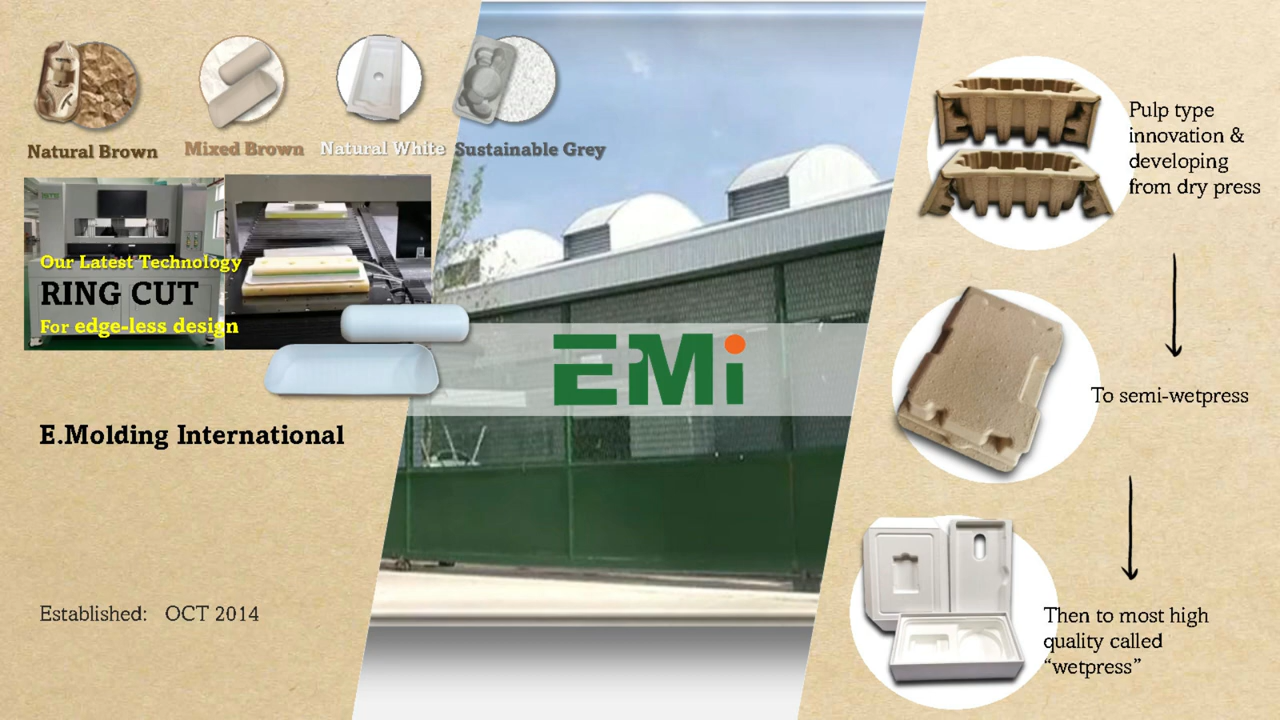 Natural Brown
Mixed Brown
Natural White
Sustainable Grey
Our Latest Technology
RING CUT
For edge-less design
E.Molding International
Established: OCT 2014
EMi
Pulp type
innovation &
developing
from dry press
To semi-wetpress
Then to most high
quality called
“wetpress”